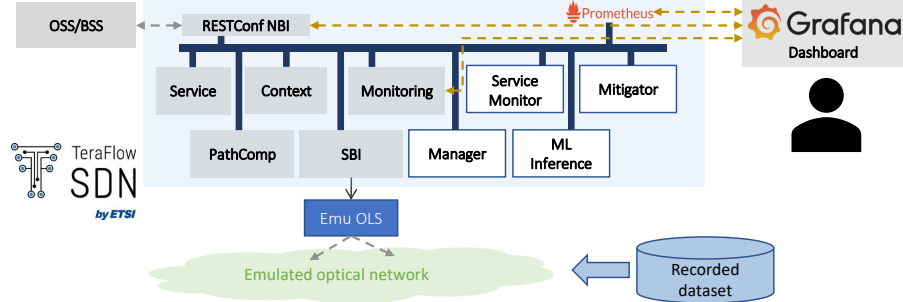 OSS/BSS
RESTConf NBI
Prometheus
Grafana
Dashboard
Service
Context
Monitoring
Service
Monitor
Mitigator
PathComp
SBI
Manager
ML
Inference
TeraFlow
SDN
by ETSI
Emu OLS
Emulated optical network
Recorded
dataset